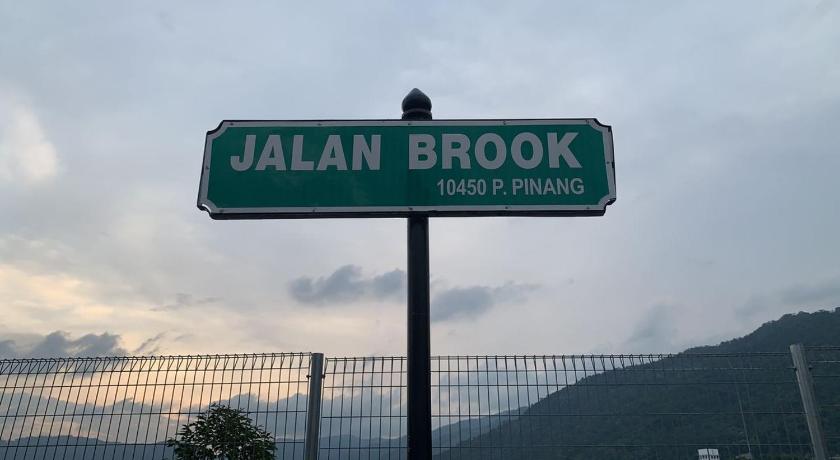 JALAN BROOK
10450 P. PINANG